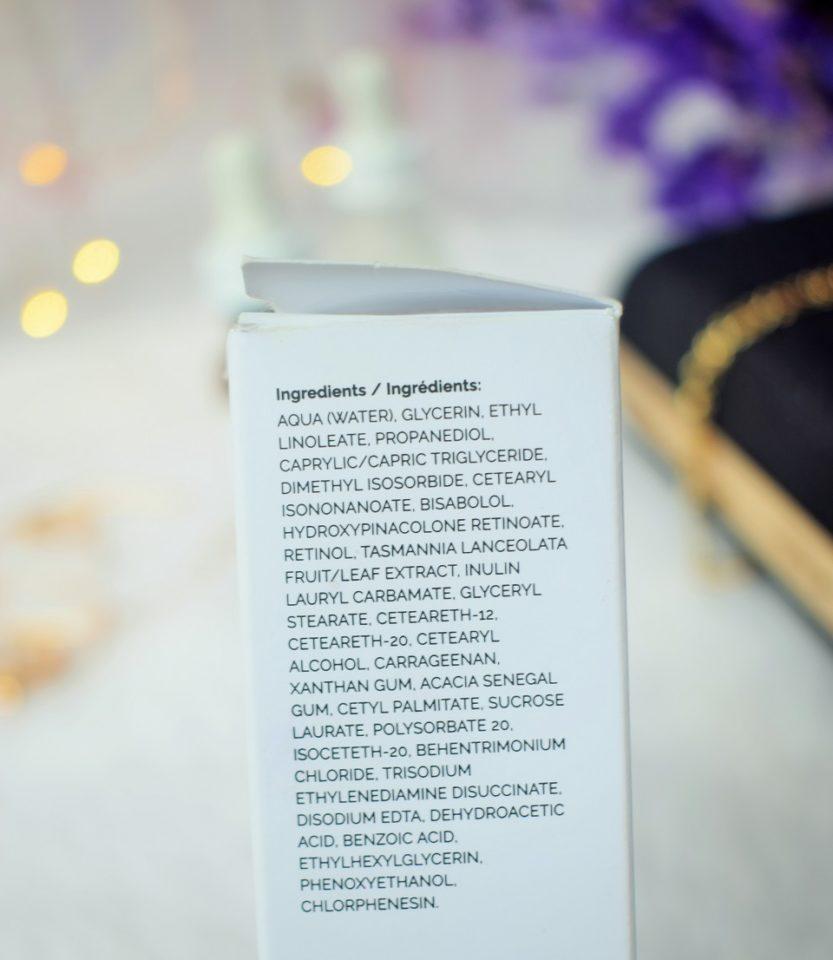 Ingredients / Ingrédients:
AQUA (WATER), GLYCERIN, ETHYL
LINOLEATE, PROPANEDIOL,
CAPRYLIC/CAPRIC TRIGLYCERIDE,
DIMETHYL ISOSORBIDE, CETEARYL
ISONONANOATE, BISABOLOL,
HYDROXYPINACOLONE RETINOATE,
RETINOL, TASMANNIA LANCEOLATA
FRUIT/LEAF EXTRACT, INULIN
LAURYL CARBAMATE, GLYCERYL
STEARATE, CETEARETH-12,
CETEARETH-20, CETEARYL
ALCOHOL, CARRAGEENAN,
XANTHAN GUM, ACACIA SENEGAL
GUM, CETYL PALMITATE, SUCROSE
LAURATE, POLYSORBATE 20,
ISOCETETH-20, BEHENTRIMONIUM
CHLORIDE, TRISODIUM
ETHYLENEDIAMINE DISUCCINATE,
DISODIUM EDTA, DEHYDROACETIC
ACID, BENZOIC ACID,
ETHYLHEXYLGLYCERIN,
PHENOXYETHANOL,
CHLORPHENESIN.